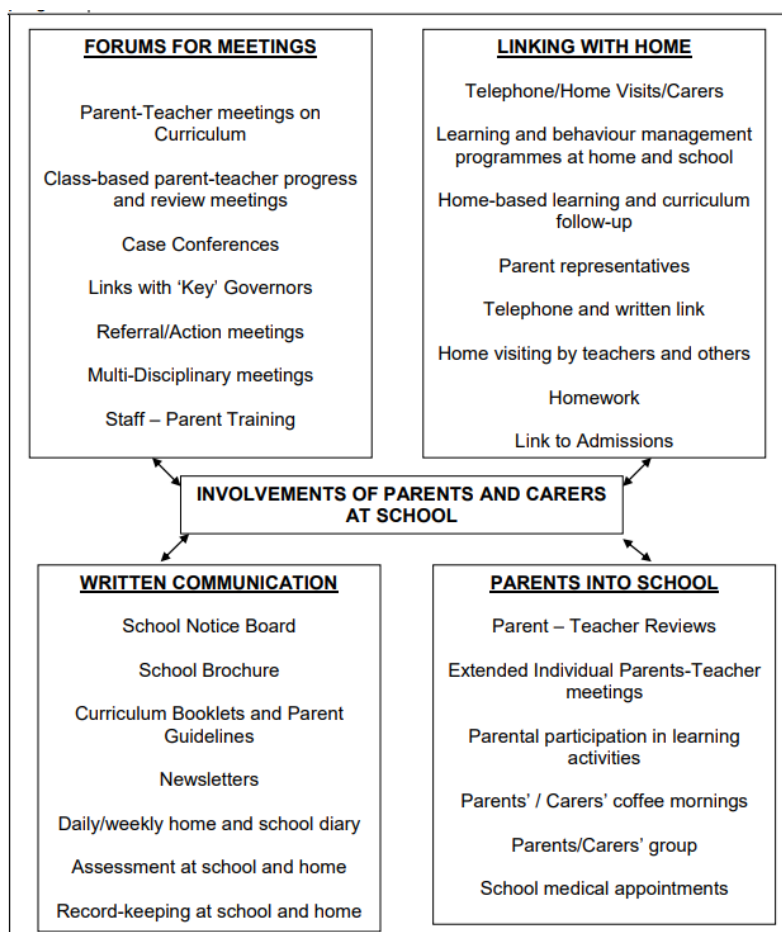 FORUMS FOR MEETINGS
Parent-Teacher meetings on
Curriculum
Class-based parent-teacher progress
and review meetings
Case Conferences
Links with ‘Key’ Governors
Referral/Action meetings
Multi-Disciplinary meetings
Staff – Parent Training
LINKING WITH HOME
Telephone/Home Visits/Carers
Learning and behaviour management
programmes at home and school
Home-based learning and curriculum
follow-up
Parent representatives
Telephone and written link
Home visiting by teachers and others
Homework
Link to Admissions
INVOLVEMENTS OF PARENTS AND CARERS
AT SCHOOL
WRITTEN COMMUNICATION
School Notice Board
School Brochure
Curriculum Booklets and Parent
Guidelines
Newsletters
Daily/weekly home and school diary
Assessment at school and home
Record-keeping at school and home
PARENTS INTO SCHOOL
Parent – Teacher Reviews
Extended Individual Parents-Teacher
meetings
Parental participation in learning
activities
Parents’ / Carers’ coffee mornings
Parents/Carers’ group
School medical appointments